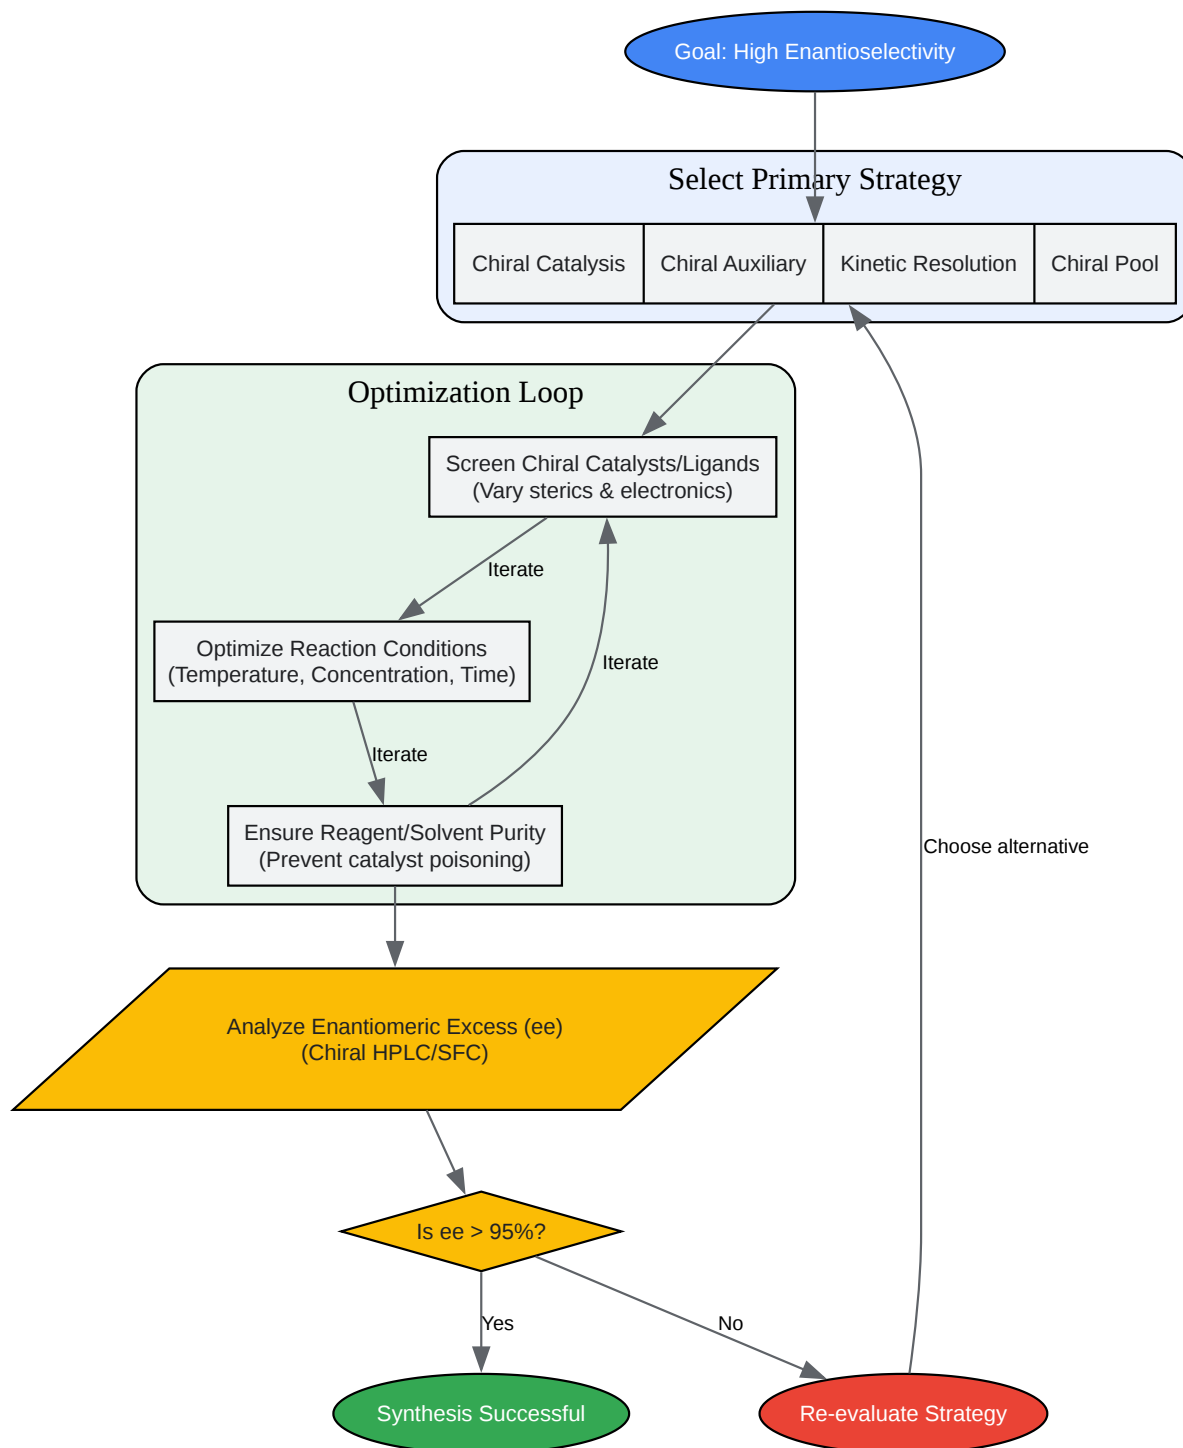 Goal: High Enantioselectivity
Select Primary Strategy
Chiral Catalysis
Chiral Auxiliary
Kinetic Resolution
Chiral Pool
Optimization Loop
Screen Chiral Catalysts/Ligands
(Vary sterics & electronics)
Iterate
Optimize Reaction Conditions
(Temperature, Concentration, Time)
Iterate
Iterate
Ensure Reagent/Solvent Purity
(Prevent catalyst poisoning)
Choose alternative
Analyze Enantiomeric Excess (ee)
(Chiral HPLC/SFC)
Is ee > 95%?
Yes
No
Synthesis Successful
Re-evaluate Strategy